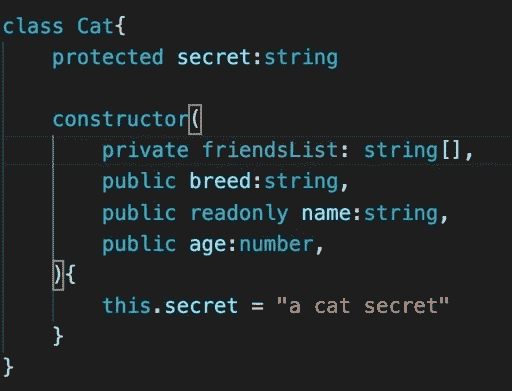 class Cat{
protected secret:string
constructor(
private friendsList: string[],
public breed:string,
public readonly name:string,
public age:number,
){
this.secret = "a cat secret"
}
}